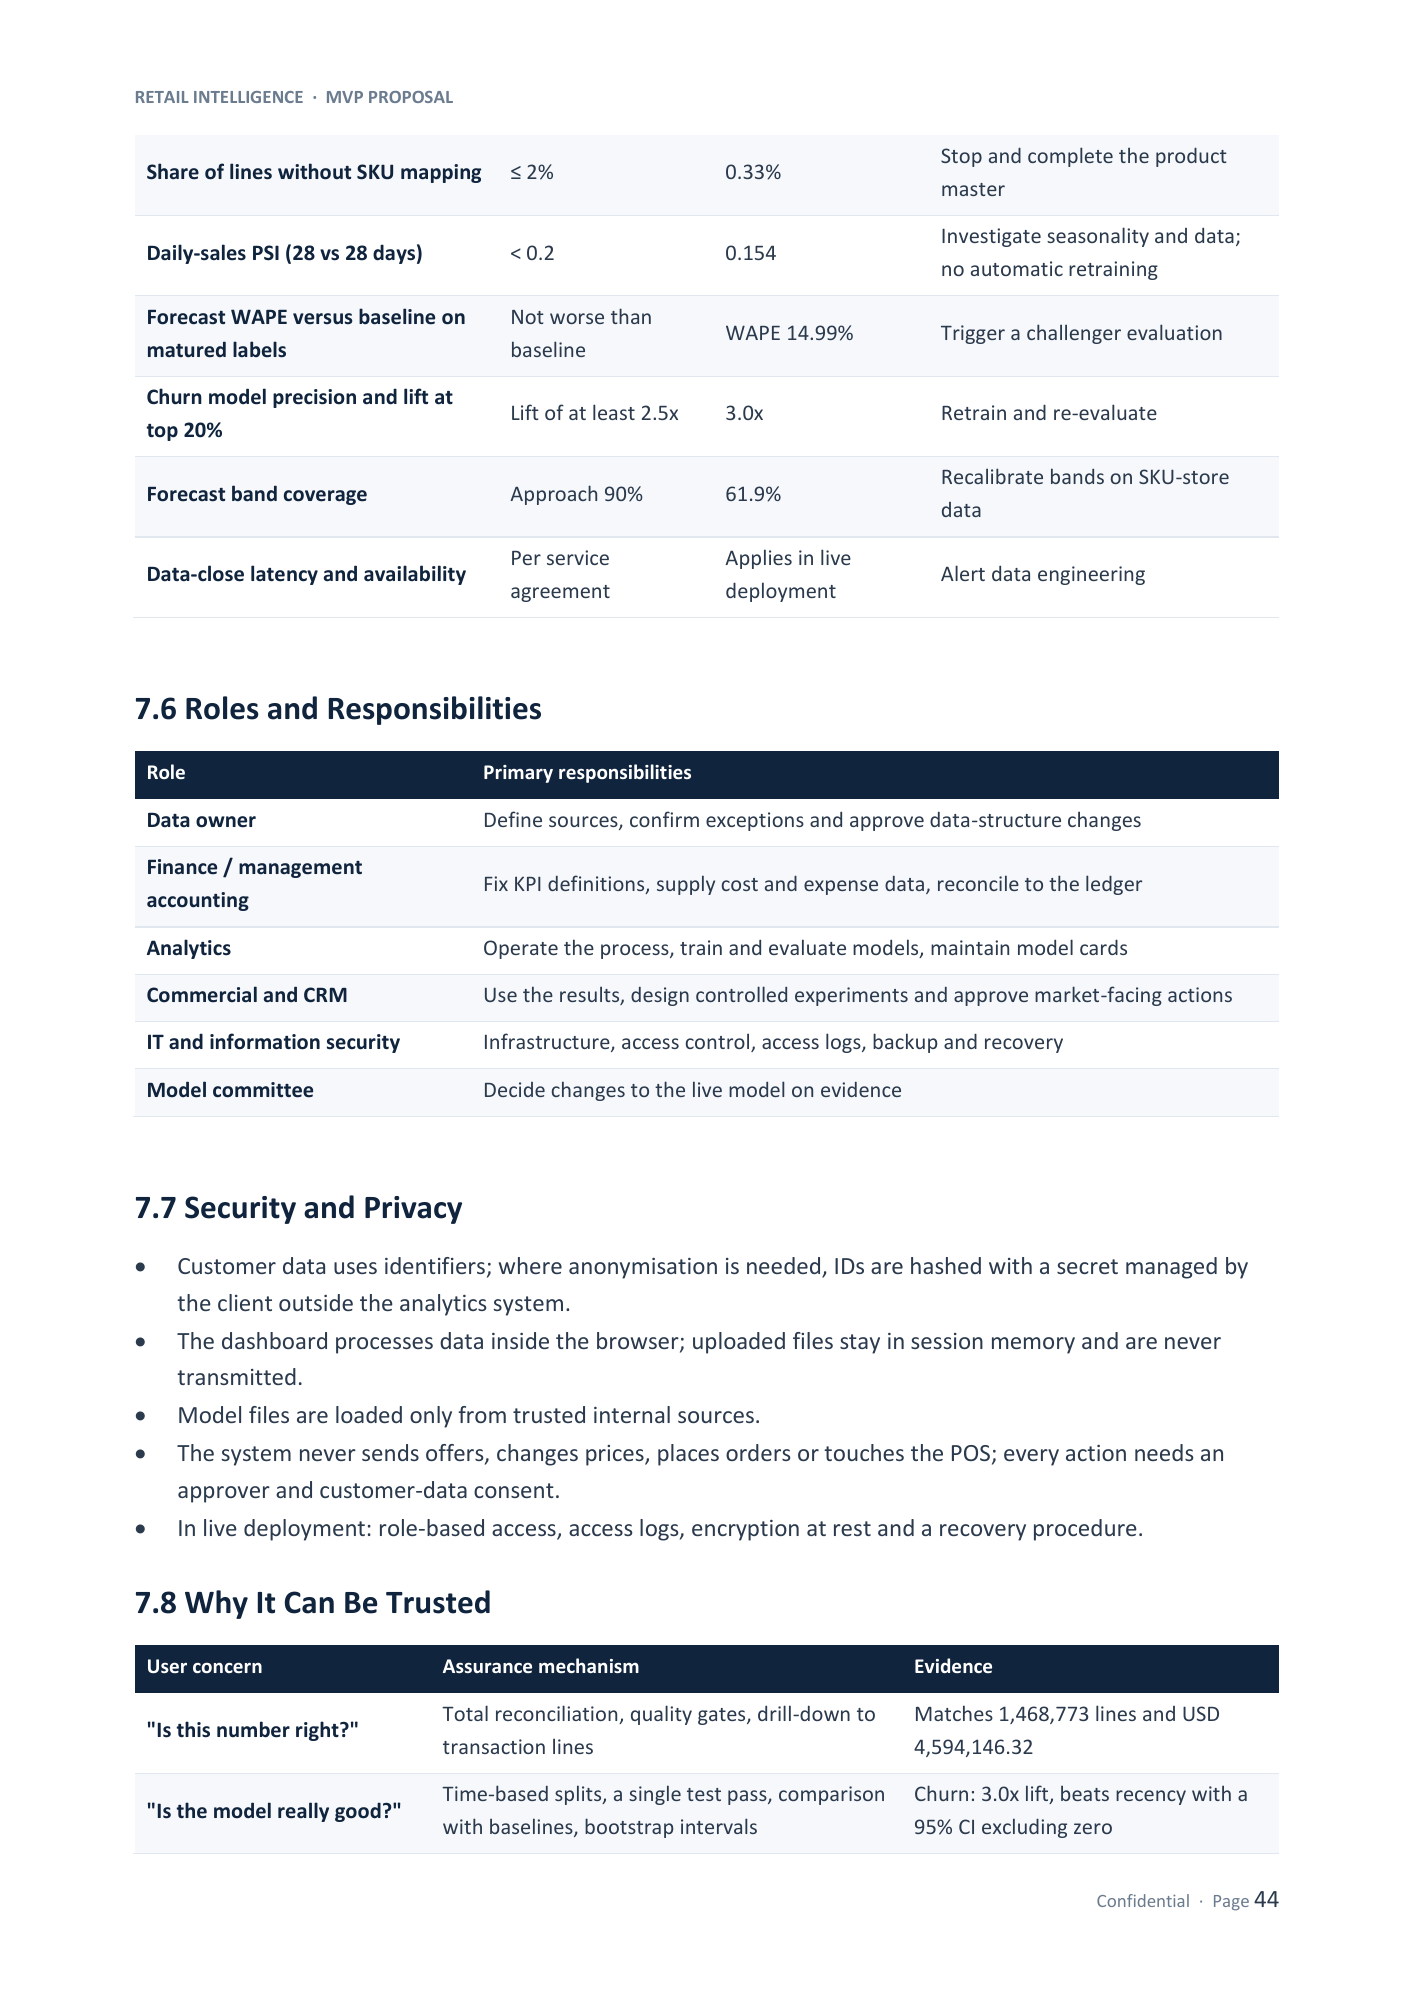 RETAIL INTELLIGENCE · MVP PROPOSAL
Share of lines without SKU mapping ≤ 2% 0.33% Stop and complete the product
master
Daily-sales PSI (28 vs 28 days) < 0.2 0.154 Investigate seasonality and data;
no automatic retraining
Forecast WAPE versus baseline on
matured labels
Not worse than
baseline
WAPE 14.99%
Trigger a challenger evaluation
Churn model precision and lift at
top 20%
Lift of at least 2.5x
3.0x
Retrain and re-evaluate
Forecast band coverage
Approach 90%
61.9%
Recalibrate bands on SKU-store
data
Data-close latency and availability
Per service
agreement
Applies in live
deployment
Alert data engineering
7.6 Roles and Responsibilities
Role Primary responsibilities
Data owner Define sources, confirm exceptions and approve data-structure changes
Finance / management
accounting
Fix KPI definitions, supply cost and expense data, reconcile to the ledger
Analytics Operate the process, train and evaluate models, maintain model cards
Commercial and CRM Use the results, design controlled experiments and approve market-facing actions
IT and information security Infrastructure, access control, access logs, backup and recovery
Model committee Decide changes to the live model on evidence
7.7 Security and Privacy
• Customer data uses identifiers; where anonymisation is needed, IDs are hashed with a secret managed by
the client outside the analytics system.
• The dashboard processes data inside the browser; uploaded files stay in session memory and are never
transmitted.
• Model files are loaded only from trusted internal sources.
• The system never sends offers, changes prices, places orders or touches the POS; every action needs an
approver and customer-data consent.
• In live deployment: role-based access, access logs, encryption at rest and a recovery procedure.
7.8 Why It Can Be Trusted
User concern Assurance mechanism Evidence
"Is this number right?"
Total reconciliation, quality gates, drill-down to
transaction lines
Matches 1,468,773 lines and USD
4,594,146.32
"Is the model really good?"
Time-based splits, a single test pass, comparison
with baselines, bootstrap intervals
Churn: 3.0x lift, beats recency with a
95% CI excluding zero
Confidential · Page 44